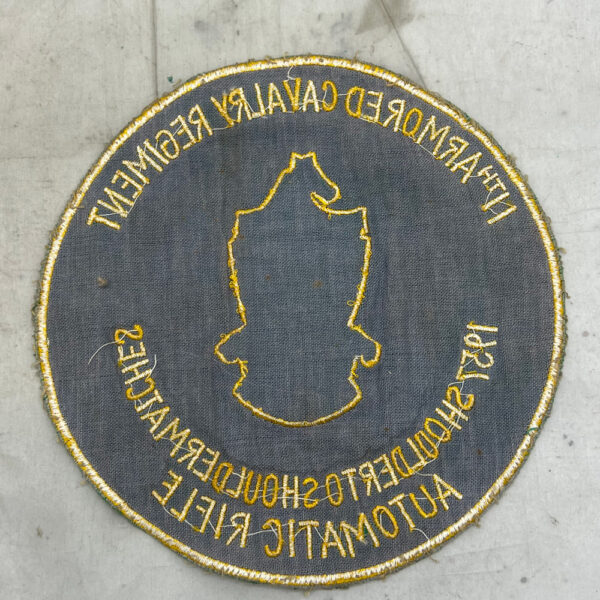 11TH ARMORED CAVALRY REGIMENT
1957 SHOULDER TO SHOULDER MATCHES
AUTOMATIC RIFLE